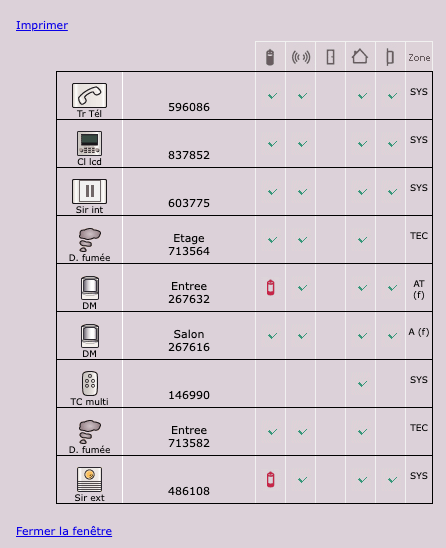 Imprimer
Zone
Tr Tél
596086
SYS
Cl lcd
837852
SYS
Sir int
603775
SYS
D. fumée
Etage
713564
TEC
DM
Entree
267632
AT
(f)
DM
Salon
267616
A (f)
TC multi
146990
SYS
D. fumée
Entree
713582
TEC
Sir ext
486108
SYS
Fermer la fenêtre